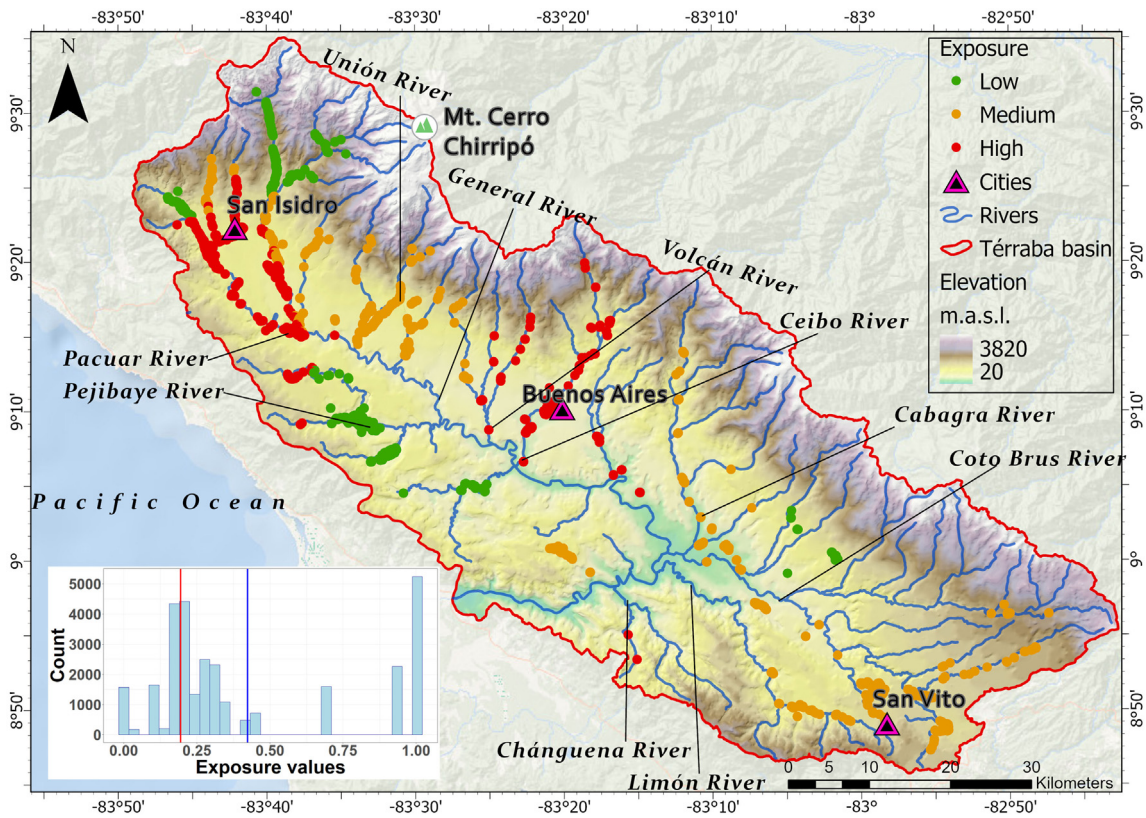 -83°50' -83°40' -83°30' -83°20' -83°10' -83° -82°50'
N
9°30'
9°20'
9°10'
9°
8°50'
Unión River
Mt. Cerro
Chirripó
General River
San Isidro
Volcán River
Ceibo River
Pacuar River
Pejibaye River
Buenos Aires
Cabagra River
Coto Brus River
Pacific Ocean
San Vito
Chánguena River
Limón River
Exposure
Low
Medium
High
Cities
Rivers
Térraba basin
Elevation
m.a.s.l.
3820
20
9°30'
9°20'
9°10'
9°
8°50'
Count
5000
4000
3000
2000
1000
0
0.00 0.25 0.50 0.75 1.00
Exposure values
0 5 10 20 30
Kilometers
-83°50' -83°40' -83°30' -83°20' -83°10' -83° -82°50'